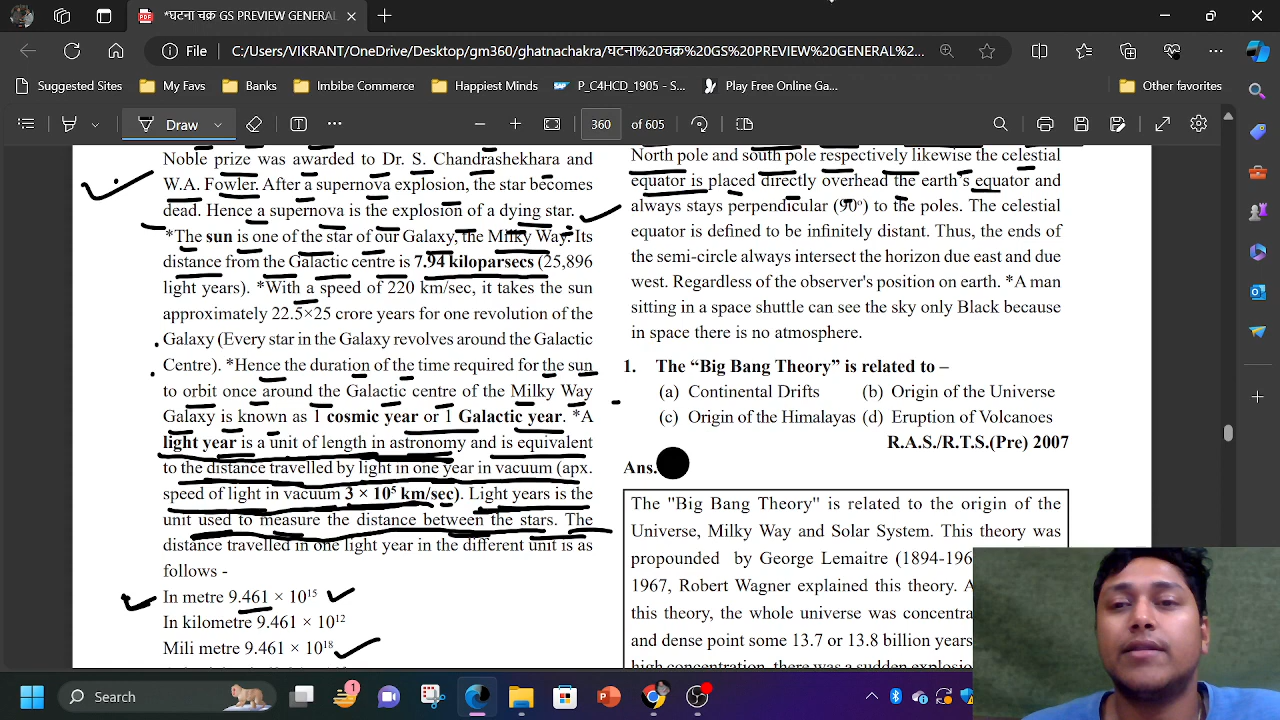 *घटना चक्र GS PREVIEW GENERAL
File C:/Users/VIKRANT/OneDrive/Desktop/gm360/ghatnachakra/घटना%20चक्र%20GS%20PREVIEW%20GENERAL%2...
Suggested Sites My Favs Banks Imbibe Commerce Happiest Minds P_C4HCD_1905 - S... Play Free Online Ga... Other favorites
Draw 360 of 605
Noble prize was awarded to Dr. S. Chandrashekhara and
W.A. Fowler. After a supernova explosion, the star becomes
dead. Hence a supernova is the explosion of a dying star.
*The sun is one of the star of our Galaxy, the Milky Way. Its
distance from the Galactic centre is 7.94 kiloparsecs (25,896
light years). *With a speed of 220 km/sec, it takes the sun
approximately 22.5×25 crore years for one revolution of the
Galaxy (Every star in the Galaxy revolves around the Galactic
Centre). *Hence the duration of the time required for the sun
to orbit once around the Galactic centre of the Milky Way
Galaxy is known as 1 cosmic year or 1 Galactic year. *A
light year is a unit of length in astronomy and is equivalent
to the distance travelled by light in one year in vacuum (apx.
speed of light in vacuum 3 × 10⁵ km/sec). Light years is the
unit used to measure the distance between the stars. The
distance travelled in one light year in the different unit is as
follows -
In metre 9.461 × 10¹⁵
In kilometre 9.461 × 10¹²
Mili metre 9.461 × 10¹⁸
North pole and south pole respectively likewise the celestial
equator is placed directly overhead the earth's equator and
always stays perpendicular (90º) to the poles. The celestial
equator is defined to be infinitely distant. Thus, the ends of
the semi-circle always intersect the horizon due east and due
west. Regardless of the observer's position on earth. *A man
sitting in a space shuttle can see the sky only Black because
in space there is no atmosphere.
1. The “Big Bang Theory” is related to –
(a) Continental Drifts (b) Origin of the Universe
(c) Origin of the Himalayas (d) Eruption of Volcanoes
R.A.S./R.T.S.(Pre) 2007
Ans.
The "Big Bang Theory" is related to the origin of the
Universe, Milky Way and Solar System. This theory was
propounded by George Lemaitre (1894-196
1967, Robert Wagner explained this theory. A
this theory, the whole universe was concentra
and dense point some 13.7 or 13.8 billion years
high concentration, there was a sudden explosio
Search